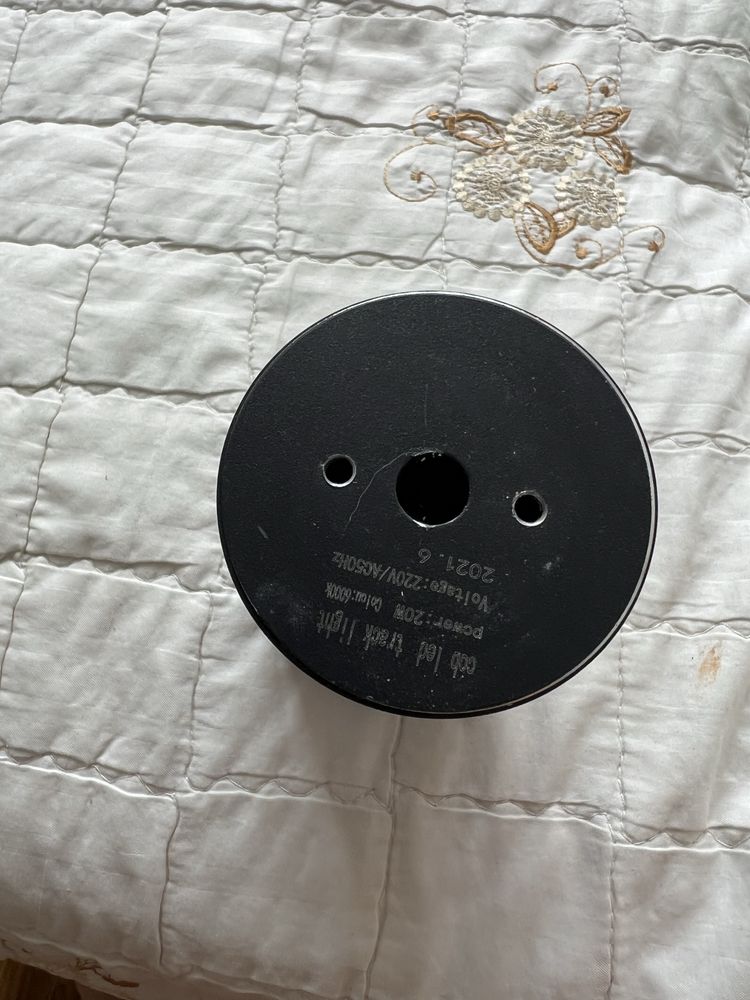 cob led track light
power:20W Colour:6000K
Voltage:220V/AC50Hz
2021.6